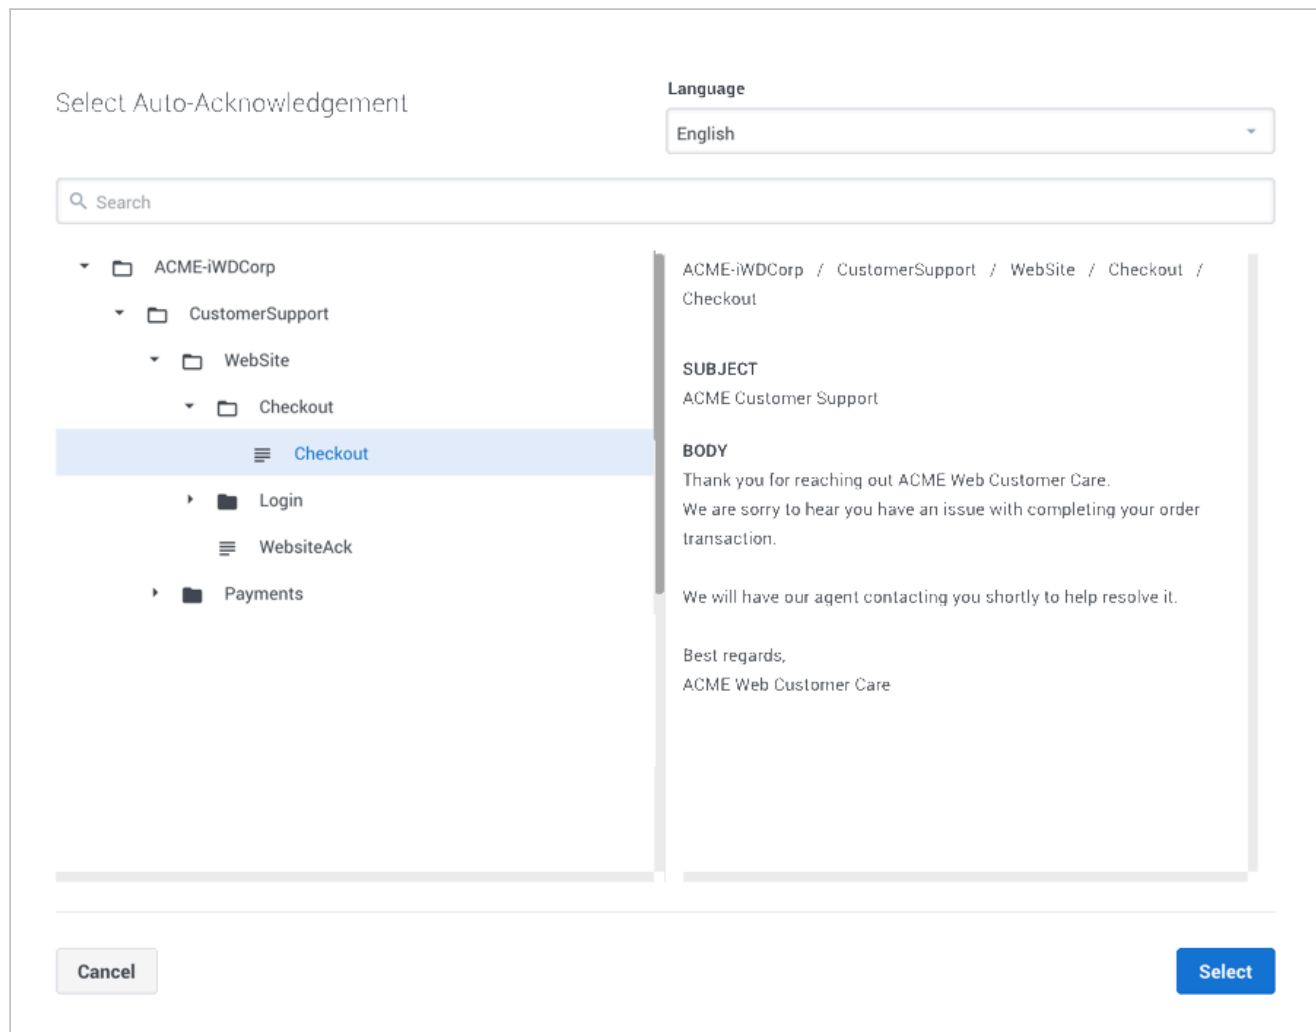 Select Auto-Acknowledgement
Language
English
Search
ACME-iWDCorp
CustomerSupport
WebSite
Checkout
Checkout
Login
WebsiteAck
Payments
ACME-iWDCorp / CustomerSupport / WebSite / Checkout /
Checkout
SUBJECT
ACME Customer Support
BODY
Thank you for reaching out ACME Web Customer Care.
We are sorry to hear you have an issue with completing your order
transaction.
We will have our agent contacting you shortly to help resolve it.
Best regards,
ACME Web Customer Care
Cancel
Select